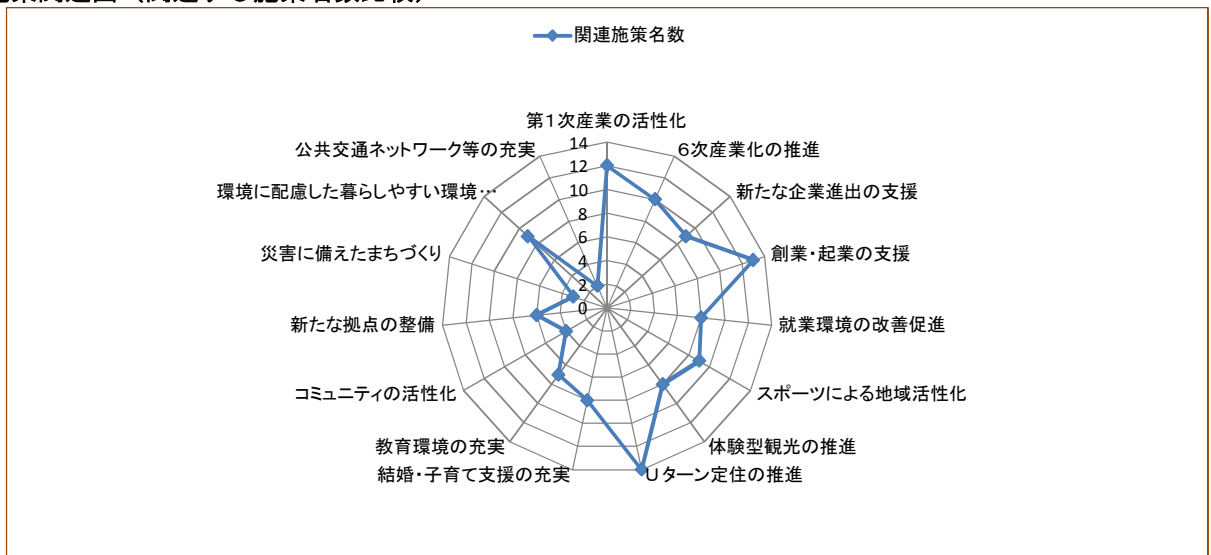 関連施策名数
第1次産業の活性化
6次産業化の推進
新たな企業進出の支援
創業・起業の支援
就業環境の改善促進
スポーツによる地域活性化
体験型観光の推進
Uターン定住の推進
結婚・子育て支援の充実
教育環境の充実
コミュニティの活性化
新たな拠点の整備
災害に備えたまちづくり
環境に配慮した暮らしやすい環境…
公共交通ネットワーク等の充実
14
12
10
8
6
4
2
0